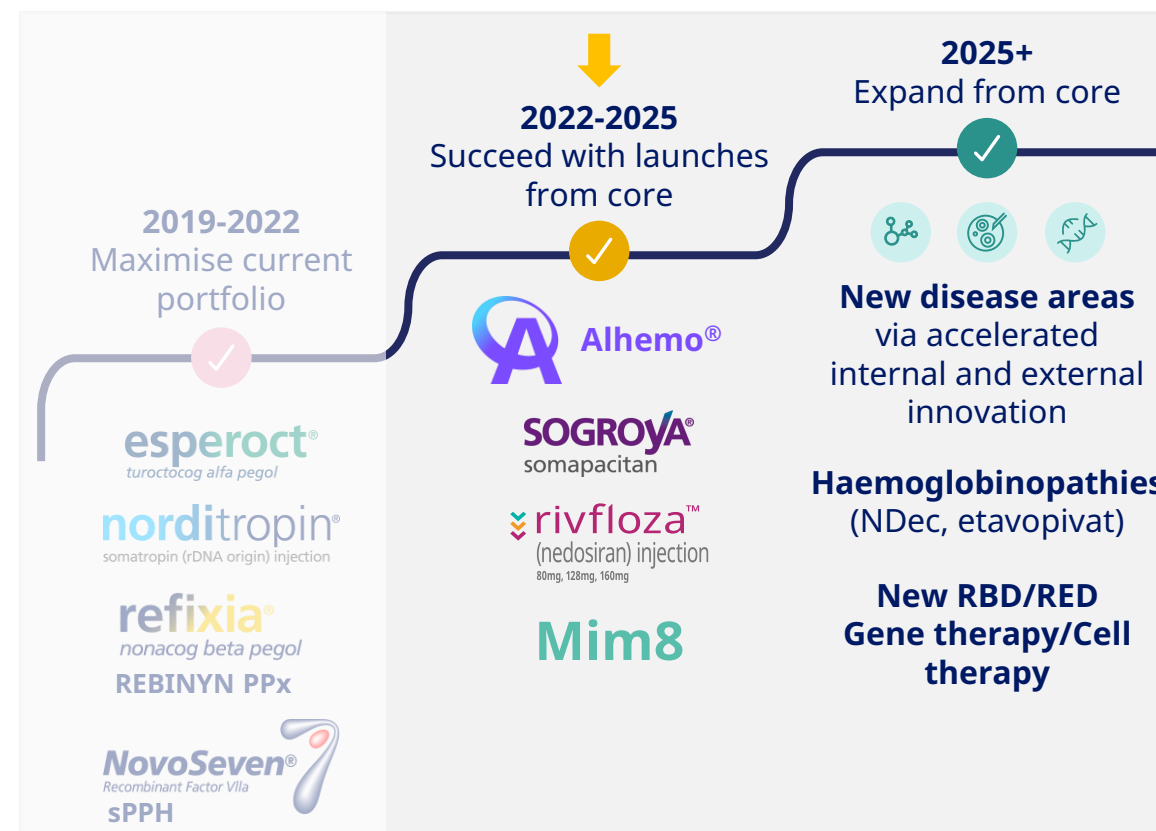 2019-2022
Maximise current
portfolio
esperoct®
turoctocog alfa pegol
norditropin®
somatropin (rDNA origin) injection
refixia®
nonacog beta pegol
REBINYN PPx
NovoSeven®
Recombinant Factor VIIa
sPPH
2022-2025
Succeed with launches
from core
Alhemo®
SOGROYA®
somapacitan
rivfloza™
(nedosiran) injection
80mg, 128mg, 160mg
Mim8
2025+
Expand from core
New disease areas
via accelerated
internal and external
innovation
Haemoglobinopathies
(NDec, etavopivat)
New RBD/RED
Gene therapy/Cell
therapy